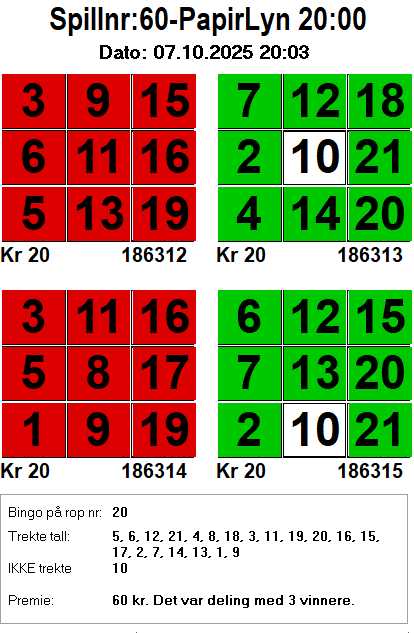 Spillnr:60-PapirLyn 20:00
Dato: 07.10.2025 20:03
3 9 15
6 11 16
5 13 19
Kr 20 186312
7 12 18
2 10 21
4 14 20
Kr 20 186313
3 11 16
5 8 17
1 9 19
Kr 20 186314
6 12 15
7 13 20
2 10 21
Kr 20 186315
Bingo på rop nr: 20
Trekte tall: 5, 6, 12, 21, 4, 8, 18, 3, 11, 19, 20, 16, 15,
17, 2, 7, 14, 13, 1, 9
IKKE trekte 10
Premie: 60 kr. Det var deling med 3 vinnere.